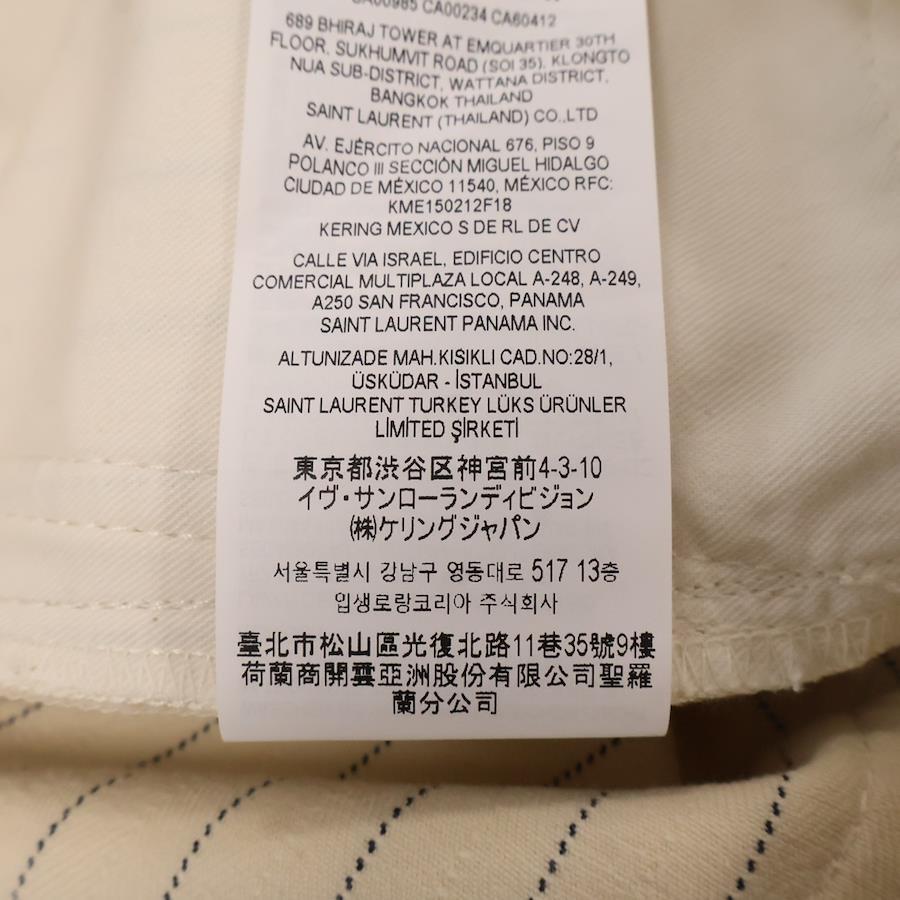 CA00985 CA00234 CA60412
689 BHIRAJ TOWER AT EMQUARTIER 30TH
FLOOR, SUKHUMVIT ROAD (SOI 35), KLONGTO
NUA SUB-DISTRICT, WATTANA DISTRICT,
BANGKOK THAILAND
SAINT LAURENT (THAILAND) CO.,LTD
AV. EJÉRCITO NACIONAL 676, PISO 9
POLANCO III SECCIÓN MIGUEL HIDALGO
CIUDAD DE MÉXICO 11540, MÉXICO RFC:
KME150212F18
KERING MEXICO S DE RL DE CV
CALLE VIA ISRAEL, EDIFICIO CENTRO
COMERCIAL MULTIPLAZA LOCAL A-248, A-249,
A250 SAN FRANCISCO, PANAMA
SAINT LAURENT PANAMA INC.
ALTUNIZADE MAH.KISIKLI CAD.NO:28/1,
ÜSKÜDAR - İSTANBUL
SAINT LAURENT TURKEY LÜKS ÜRÜNLER
LİMİTED ŞİRKETİ
東京都渋谷区神宮前4-3-10
イヴ・サンローランディビジョン
(株)ケリングジャパン
서울특별시 강남구 영동대로 517 13층
입생로랑코리아 주식회사
臺北市松山區光復北路11巷35號9樓
荷蘭商開雲亞洲股份有限公司聖羅
蘭分公司